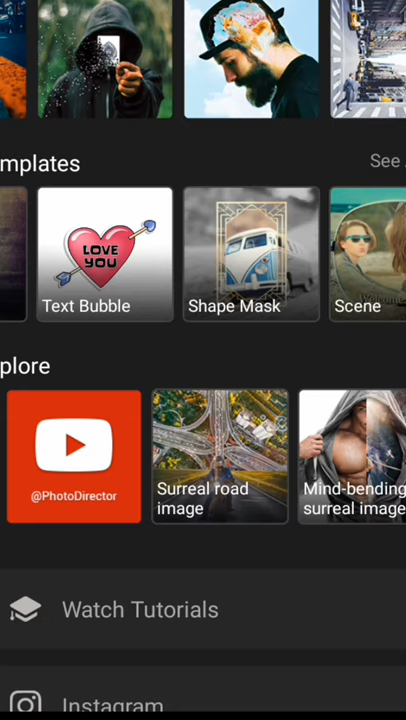 mplates
See
LOVE
YOU
Text Bubble
Shape Mask
Scene
plore
@PhotoDirector
Surreal road
image
Mind-bending
surreal image
Watch Tutorials
Instagram